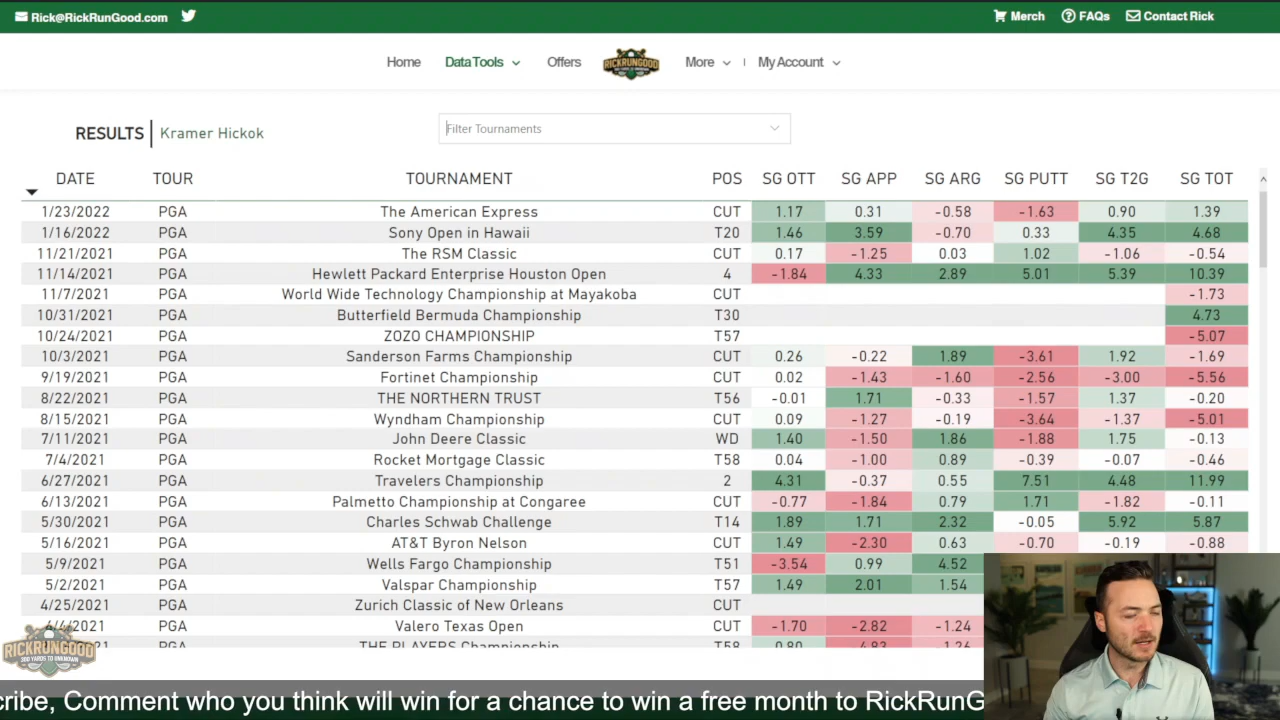 Rick@RickRunGood.com
Merch FAQs Contact Rick
Home Data Tools Offers RICKRUNGOOD More | My Account
RESULTS | Kramer Hickok
Filter Tournaments
DATE TOUR TOURNAMENT POS SG OTT SG APP SG ARG SG PUTT SG T2G SG TOT
1/23/2022 PGA The American Express CUT 1.17 0.31 -0.58 -1.63 0.90 1.39
1/16/2022 PGA Sony Open in Hawaii T20 1.46 3.59 -0.70 0.33 4.35 4.68
11/21/2021 PGA The RSM Classic CUT 0.17 -1.25 0.03 1.02 -1.06 -0.54
11/14/2021 PGA Hewlett Packard Enterprise Houston Open 4 -1.84 4.33 2.89 5.01 5.39 10.39
11/7/2021 PGA World Wide Technology Championship at Mayakoba CUT -1.73
10/31/2021 PGA Butterfield Bermuda Championship T30 4.73
10/24/2021 PGA ZOZO CHAMPIONSHIP T57 -5.07
10/3/2021 PGA Sanderson Farms Championship CUT 0.26 -0.22 1.89 -3.61 1.92 -1.69
9/19/2021 PGA Fortinet Championship CUT 0.02 -1.43 -1.60 -2.56 -3.00 -5.56
8/22/2021 PGA THE NORTHERN TRUST T56 -0.01 1.71 -0.33 -1.57 1.37 -0.20
8/15/2021 PGA Wyndham Championship CUT 0.09 -1.27 -0.19 -3.64 -1.37 -5.01
7/11/2021 PGA John Deere Classic WD 1.40 -1.50 1.86 -1.88 1.75 -0.13
7/4/2021 PGA Rocket Mortgage Classic T58 0.04 -1.00 0.89 -0.39 -0.07 -0.46
6/27/2021 PGA Travelers Championship 2 4.31 -0.37 0.55 7.51 4.48 11.99
6/13/2021 PGA Palmetto Championship at Congaree CUT -0.77 -1.84 0.79 1.71 -1.82 -0.11
5/30/2021 PGA Charles Schwab Challenge T14 1.89 1.71 2.32 -0.05 5.92 5.87
5/16/2021 PGA AT&T Byron Nelson CUT 1.49 -2.30 0.63 -0.70 -0.19 -0.88
5/9/2021 PGA Wells Fargo Championship T51 -3.54 0.99 4.52
5/2/2021 PGA Valspar Championship T57 1.49 2.01 1.54
4/25/2021 PGA Zurich Classic of New Orleans CUT
PGA Valero Texas Open CUT -1.70 -2.82 -1.24
PGA THE PLAYERS Championship T58 0.80 -4.83 -1.26
RICKRUNGOOD
300 YARDS TO UNKNOWN
cribe, Comment who you think will win for a chance to win a free month to RickRunG